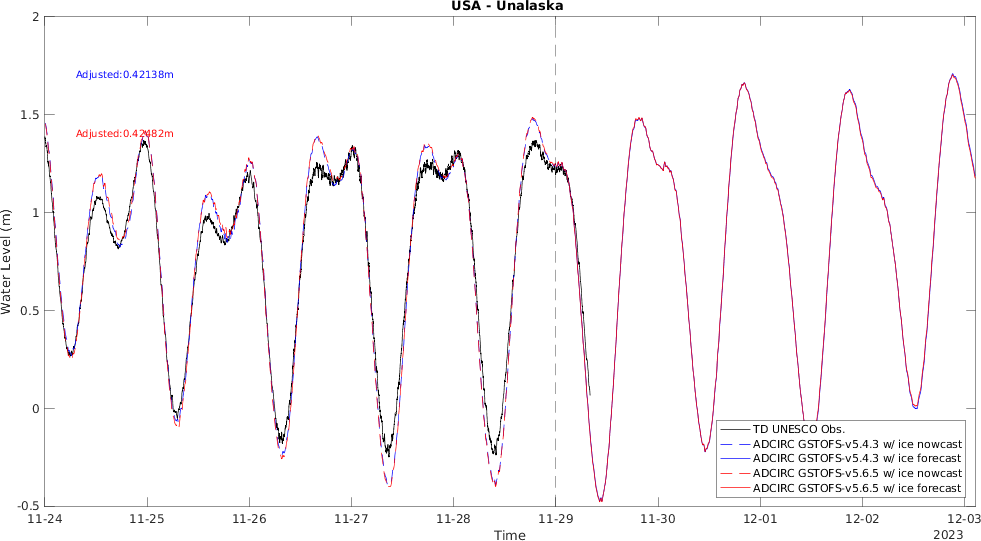 USA - Unalaska
2
1.5
1
0.5
0
-0.5
Water Level (m)
Adjusted:0.42138m
Adjusted:0.42482m
TD UNESCO Obs.
ADCIRC GSTOFS-v5.4.3 w/ ice nowcast
ADCIRC GSTOFS-v5.4.3 w/ ice forecast
ADCIRC GSTOFS-v5.6.5 w/ ice nowcast
ADCIRC GSTOFS-v5.6.5 w/ ice forecast
11-24 11-25 11-26 11-27 11-28 11-29 11-30 12-01 12-02 12-03
Time
2023